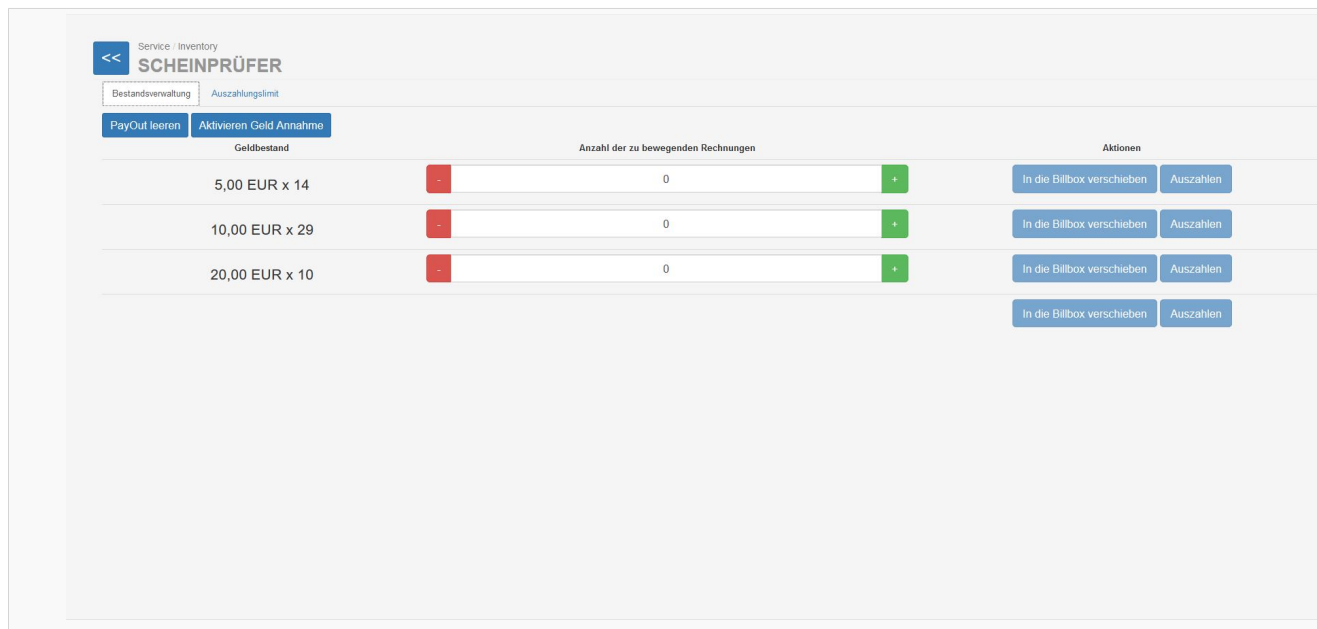 << Service / Inventory
SCHEINPRÜFER
Bestandsverwaltung Auszahlungslimit
PayOut leeren Aktivieren Geld Annahme
Geldbestand Anzahl der zu bewegenden Rechnungen Aktionen
5,00 EUR x 14 - 0 + In die Billbox verschieben Auszahlen
10,00 EUR x 29 - 0 + In die Billbox verschieben Auszahlen
20,00 EUR x 10 - 0 + In die Billbox verschieben Auszahlen
In die Billbox verschieben Auszahlen